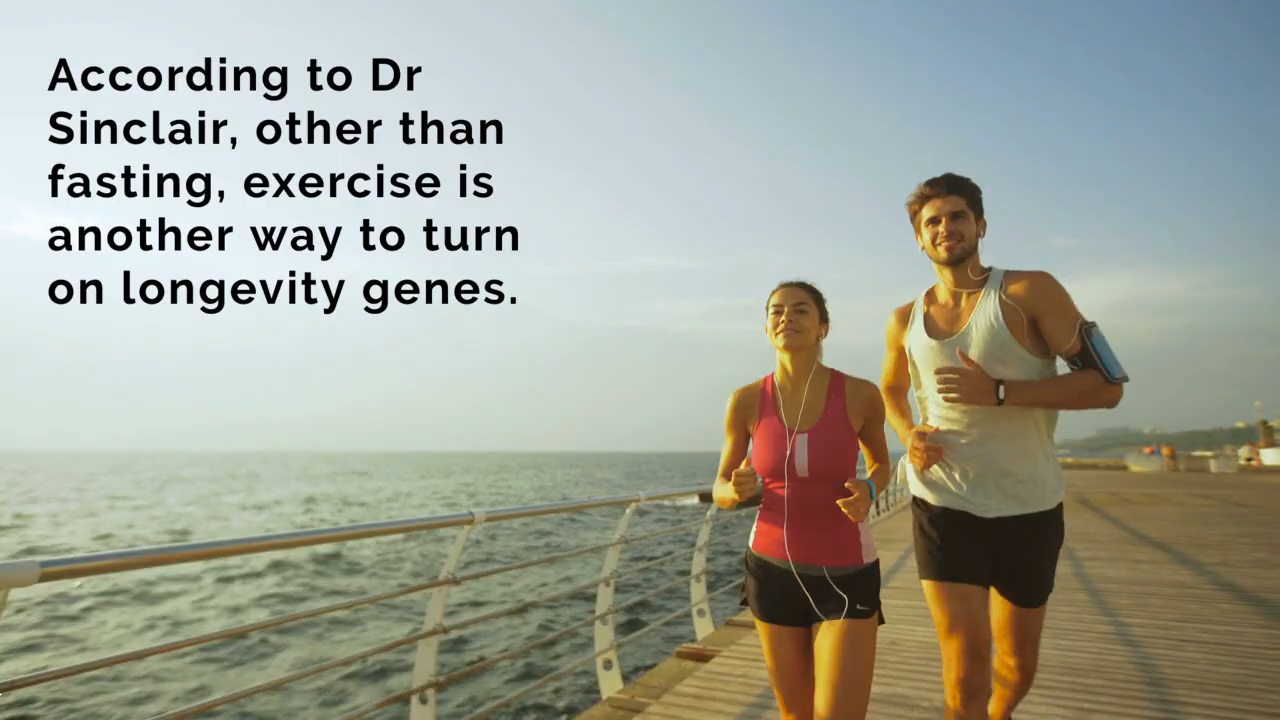 According to Dr
Sinclair, other than
fasting, exercise is
another way to turn
on longevity genes.